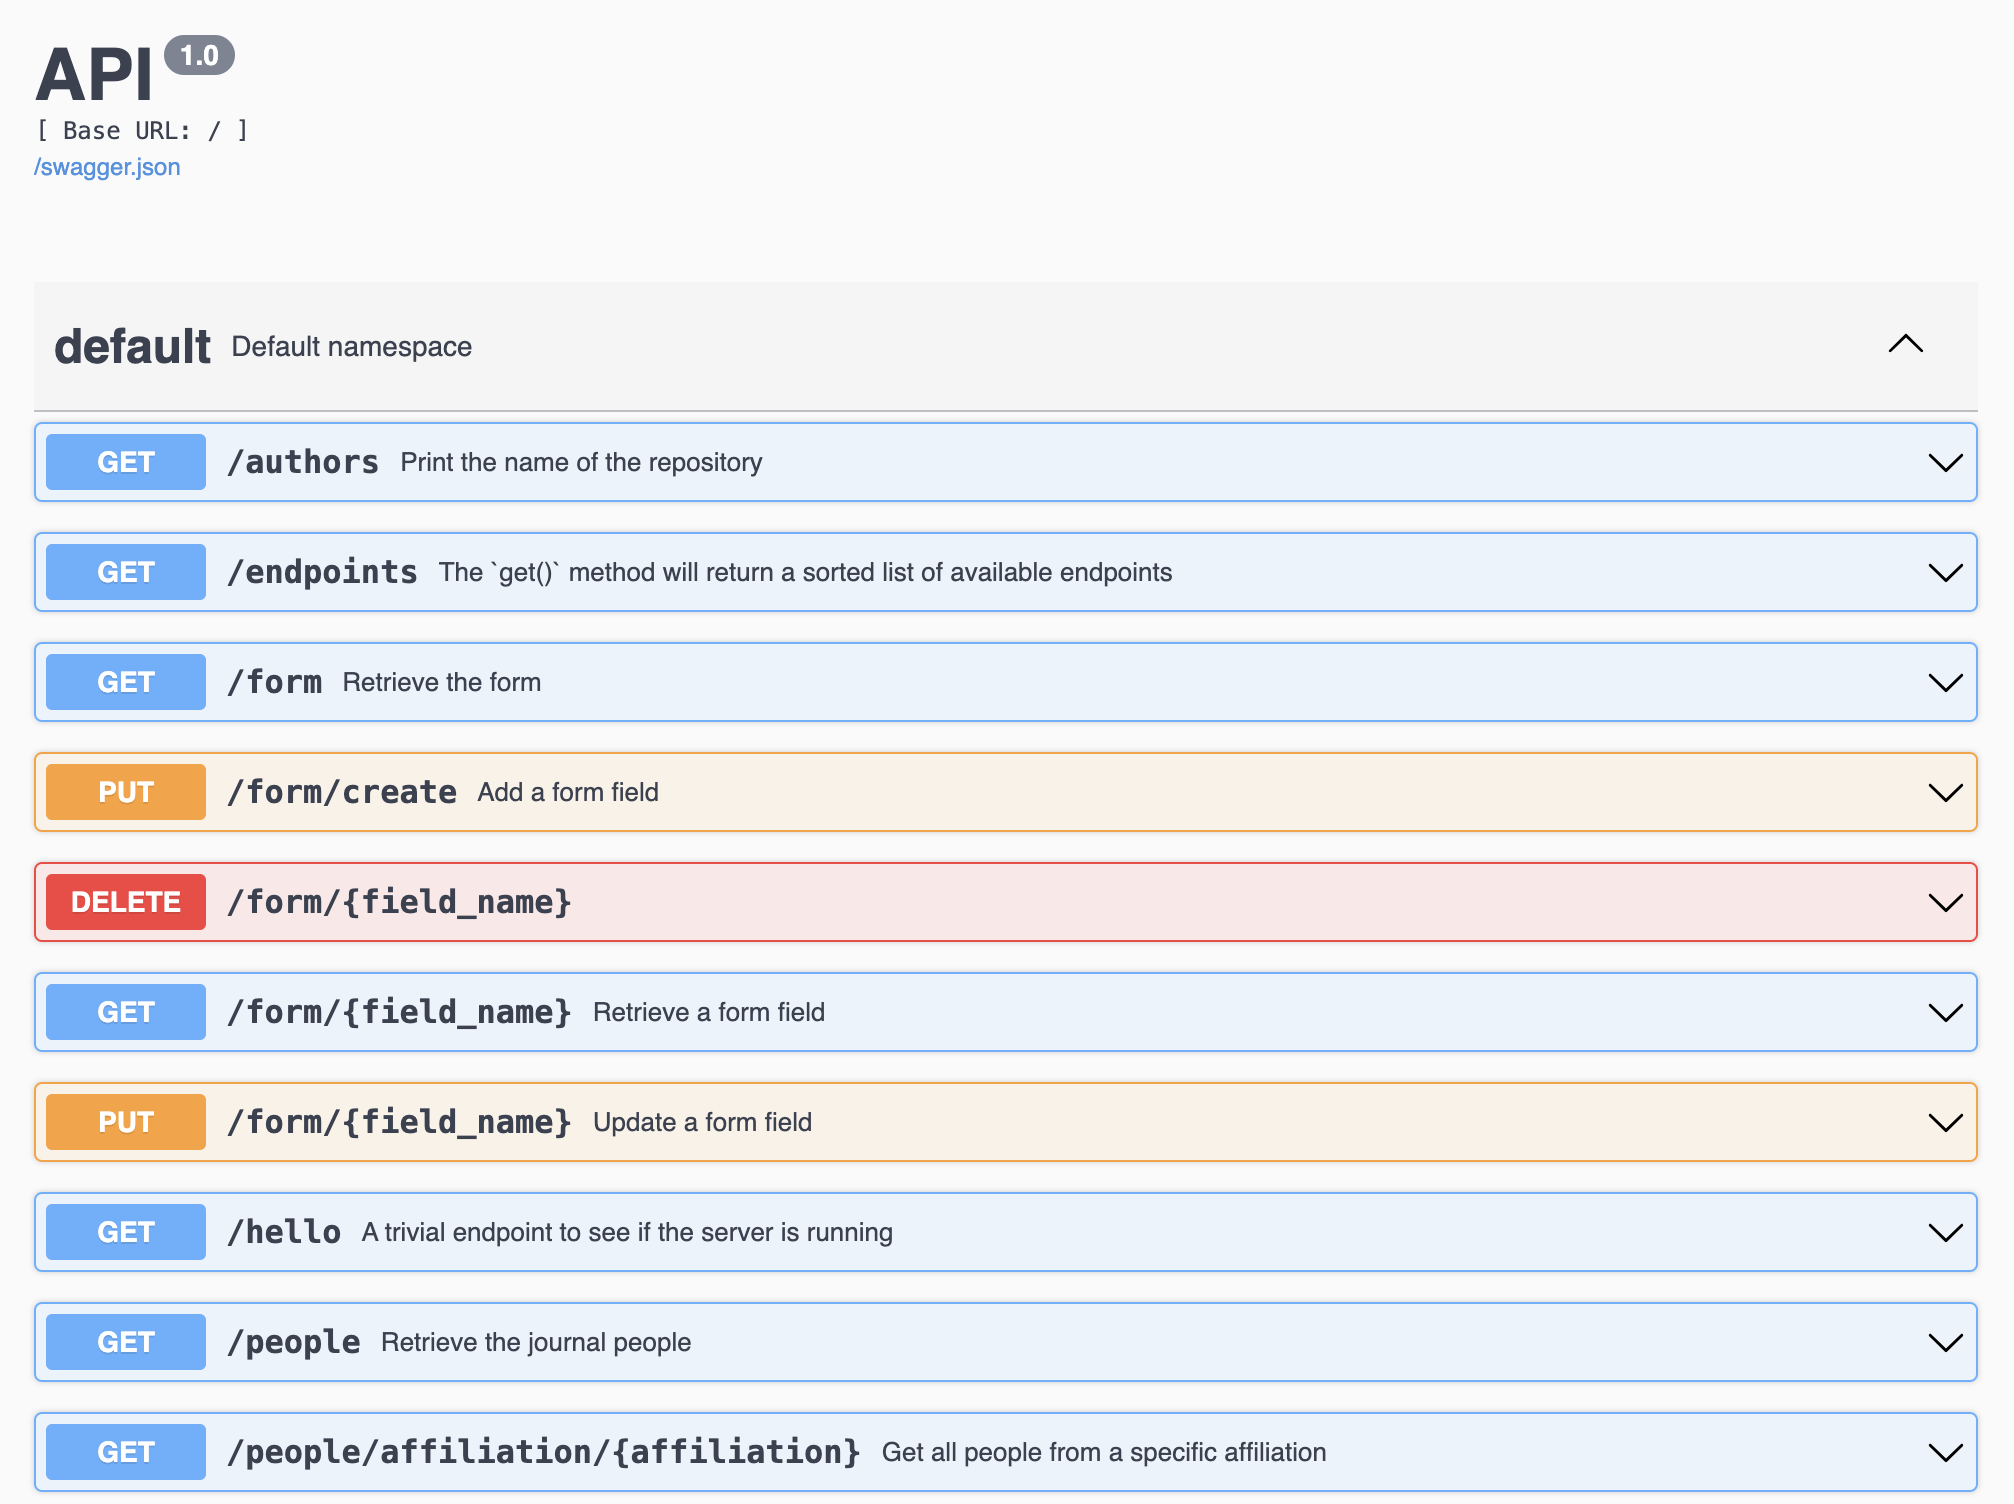 API 1.0
[ Base URL: / ]
/swagger.json
default Default namespace
GET /authors Print the name of the repository
GET /endpoints The `get()` method will return a sorted list of available endpoints
GET /form Retrieve the form
PUT /form/create Add a form field
DELETE /form/{field_name}
GET /form/{field_name} Retrieve a form field
PUT /form/{field_name} Update a form field
GET /hello A trivial endpoint to see if the server is running
GET /people Retrieve the journal people
GET /people/affiliation/{affiliation} Get all people from a specific affiliation